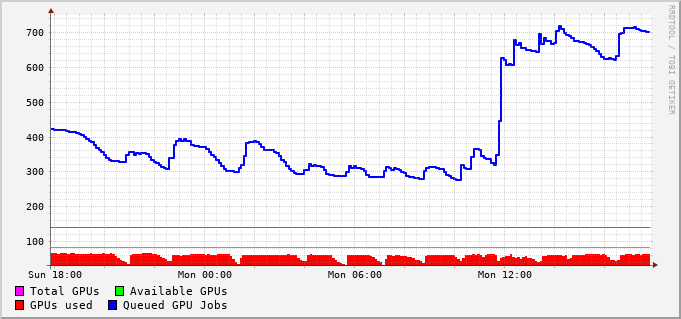 700
600
500
400
300
200
100
Sun 18:00 Mon 00:00 Mon 06:00 Mon 12:00
Total GPUs Available GPUs
GPUs used Queued GPU Jobs
RRDTOOL / TOBI OETIKER